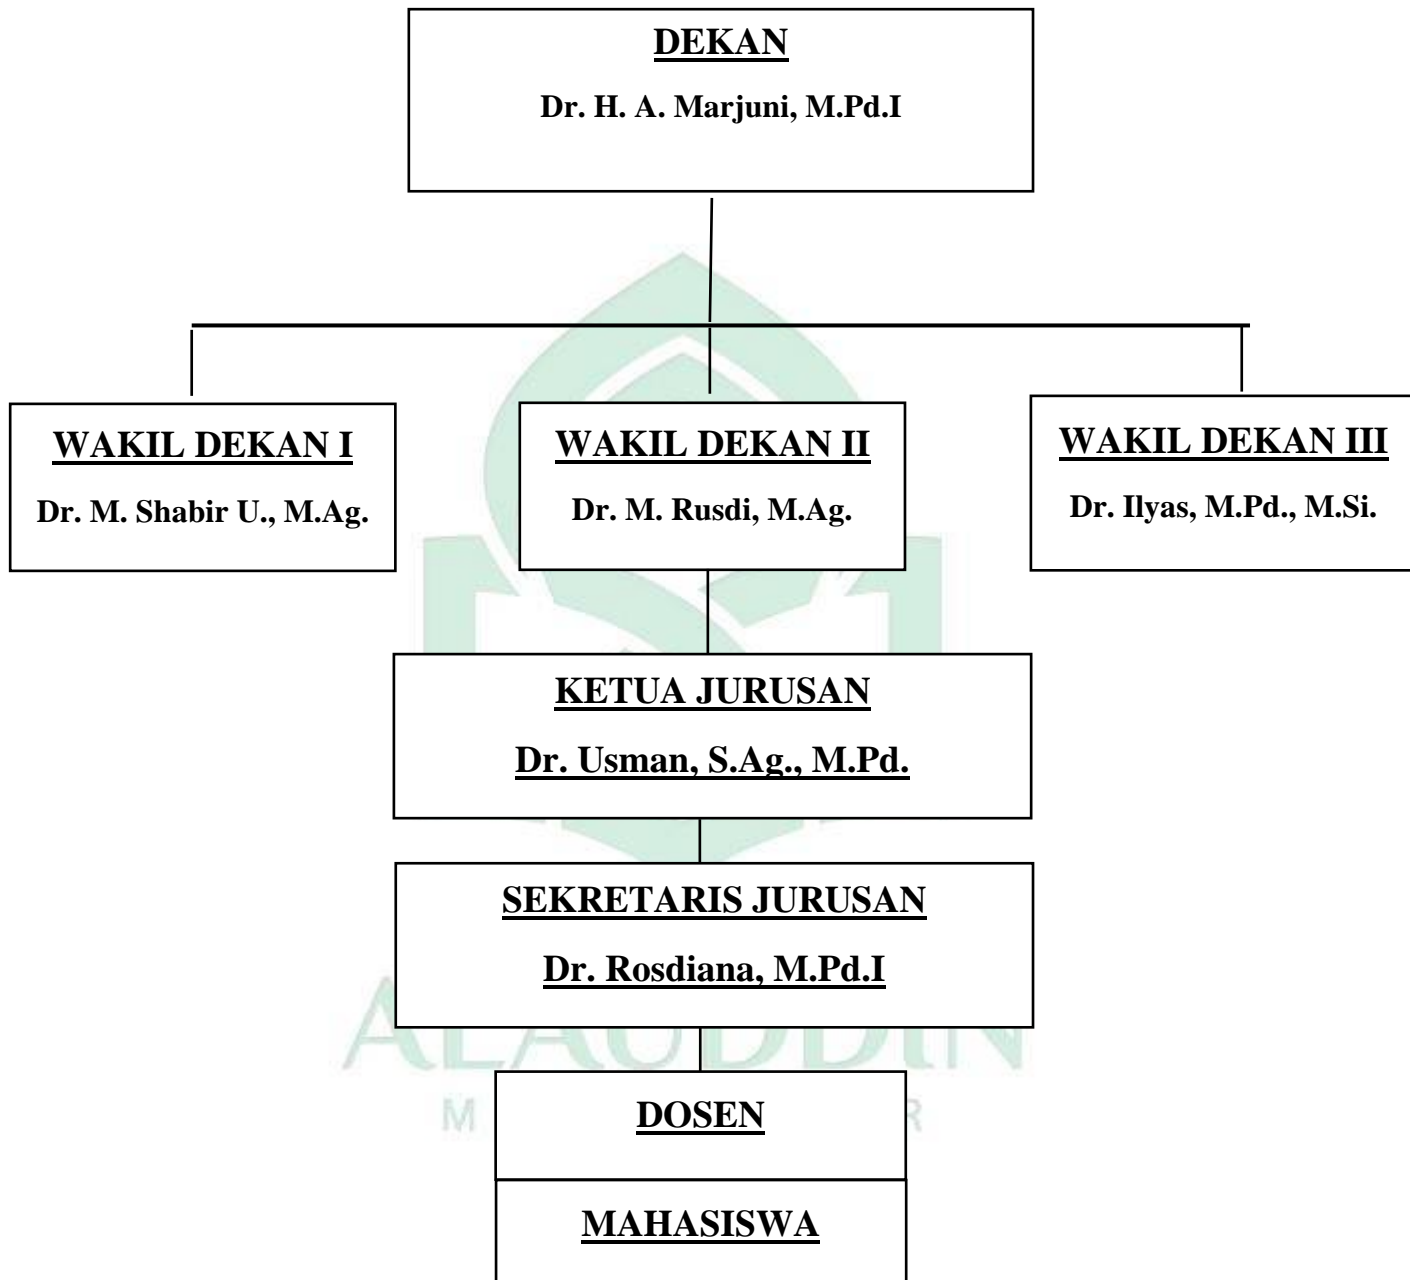 DEKAN
Dr. H. A. Marjuni, M.Pd.I
WAKIL DEKAN I
Dr. M. Shabir U., M.Ag.
WAKIL DEKAN II
Dr. M. Rusdi, M.Ag.
WAKIL DEKAN III
Dr. Ilyas, M.Pd., M.Si.
KETUA JURUSAN
Dr. Usman, S.Ag., M.Pd.
SEKRETARIS JURUSAN
Dr. Rosdiana, M.Pd.I
ALAUDDIN
DOSEN
MAHASISWA